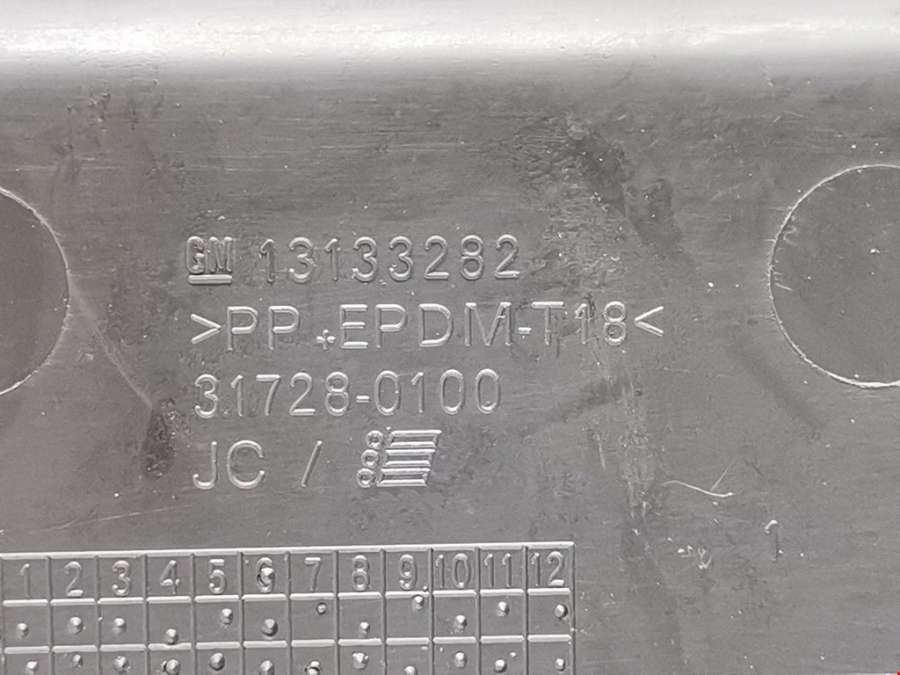 GM 13133282
>PP+EPDM-T18<
31728-0100
JC /
1 2 3 4 5 6 7 8 9 10 11 12